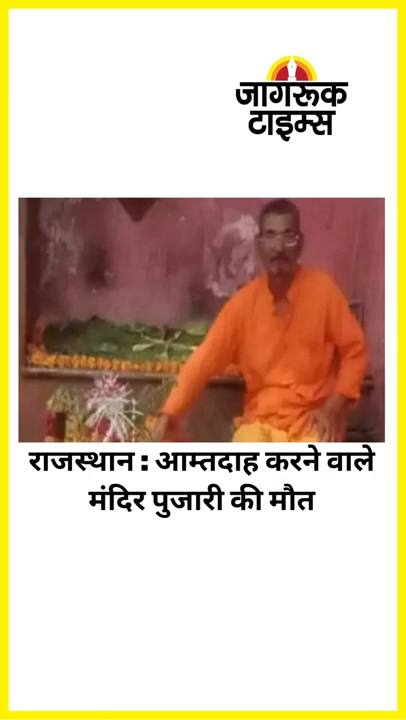 जागरूक
टाइम्स
राजस्थान : आम्तदाह करने वाले
मंदिर पुजारी की मौत